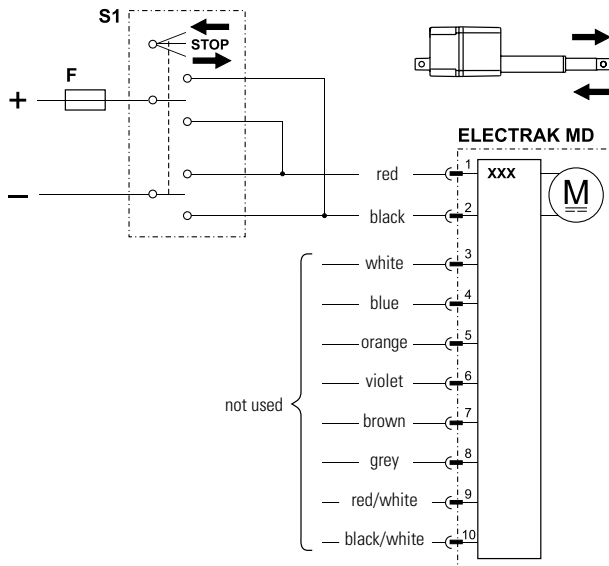 S1
STOP
F
+
–
ELECTRAK MD
red
1
XXX
M
black
2
white
3
blue
4
orange
5
violet
6
not used
brown
7
grey
8
red/white
9
black/white
10